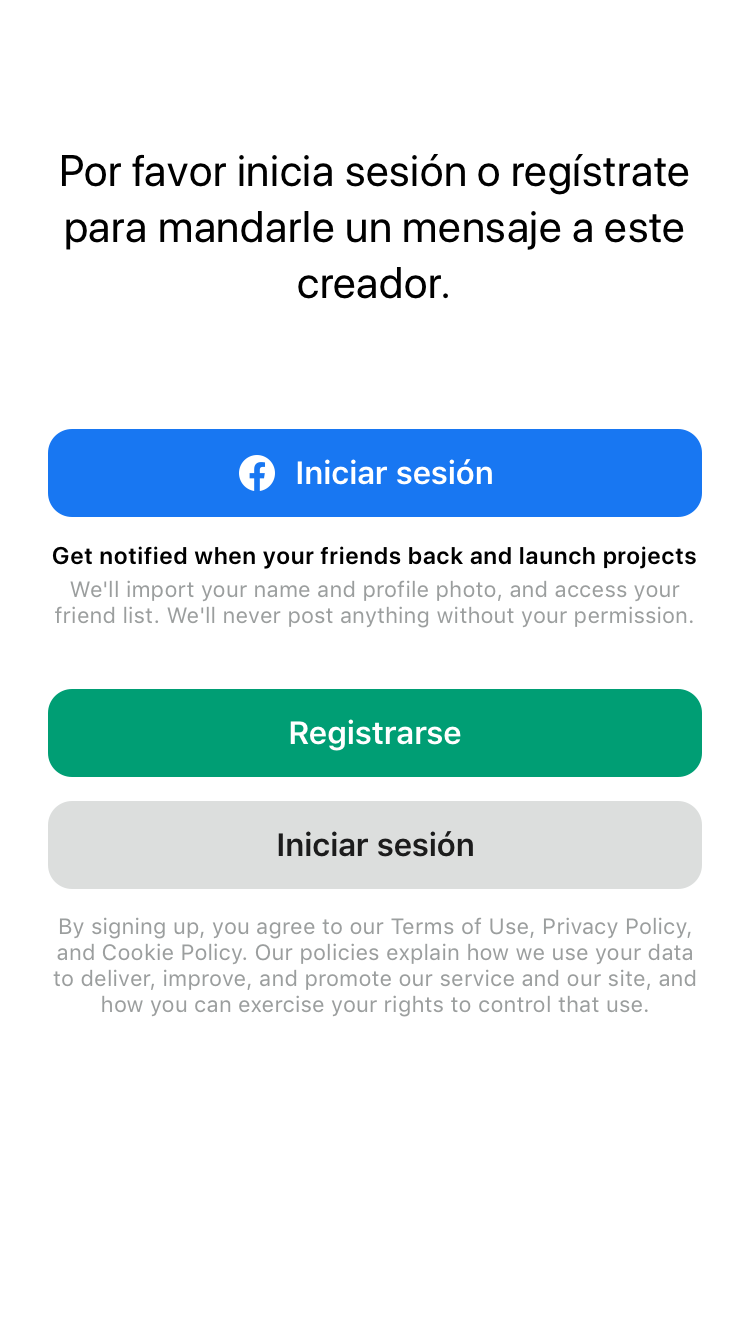 Por favor inicia sesión o regístrate
para mandarle un mensaje a este
creador.
Iniciar sesión
Get notified when your friends back and launch projects
We'll import your name and profile photo, and access your
friend list. We'll never post anything without your permission.
Registrarse
Iniciar sesión
By signing up, you agree to our Terms of Use, Privacy Policy,
and Cookie Policy. Our policies explain how we use your data
to deliver, improve, and promote our service and our site, and
how you can exercise your rights to control that use.